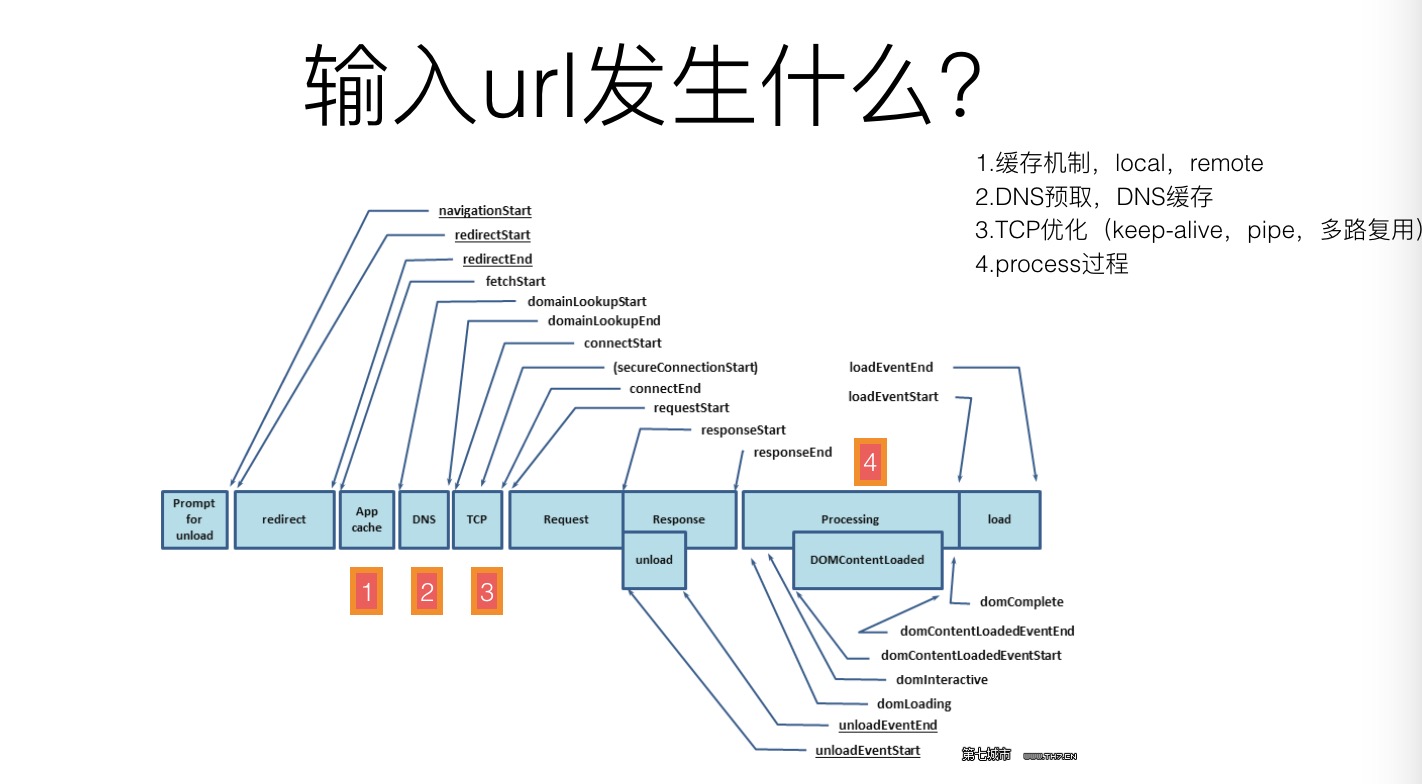 输入url发生什么?
1.缓存机制，local，remote
2.DNS预取，DNS缓存
3.TCP优化（keep-alive，pipe，多路复用）
4.process过程
navigationStart
redirectStart
redirectEnd
fetchStart
domainLookupStart
domainLookupEnd
connectStart
(secureConnectionStart)
loadEventEnd
connectEnd
loadEventStart
requestStart
responseStart
responseEnd
4
Prompt
for
unload
redirect
App
cache
DNS
TCP
Request
Response
Processing
load
unload
DOMContentLoaded
1
2
3
domComplete
domContentLoadedEventEnd
domContentLoadedEventStart
domInteractive
domLoading
unloadEventEnd
unloadEventStart
第七城市 WWW.TH7.CN